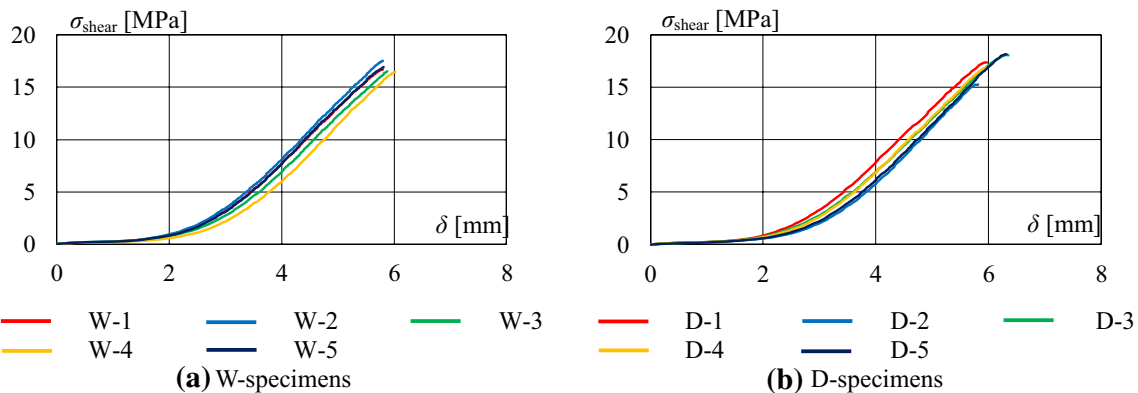 σshear [MPa]
20
15
10
5
0
δ [mm]
0 2 4 6 8
W-1 W-2 W-3
W-4 W-5
(a) W-specimens
σshear [MPa]
20
15
10
5
0
δ [mm]
0 2 4 6 8
D-1 D-2 D-3
D-4 D-5
(b) D-specimens